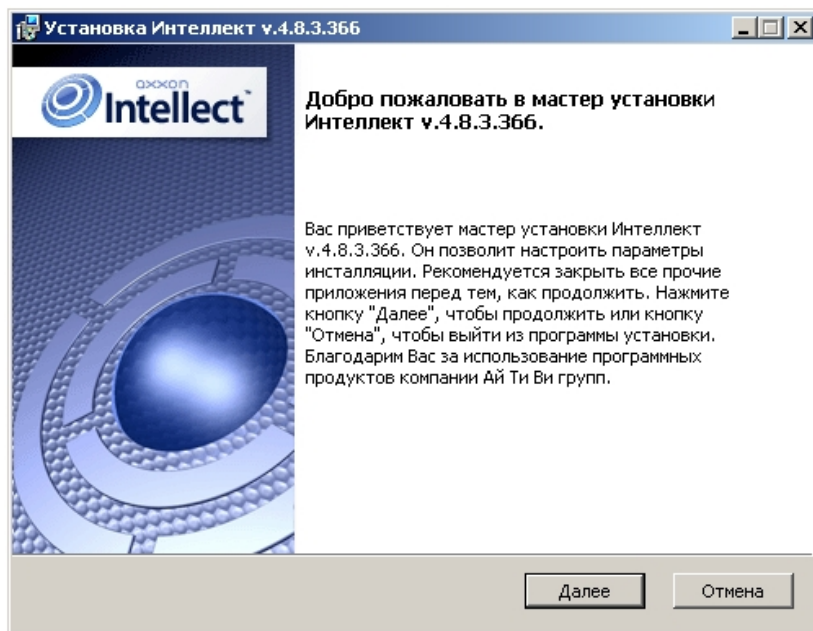 Установка Интеллект v.4.8.3.366
axxon
Intellect
Добро пожаловать в мастер установки
Интеллект v.4.8.3.366.
Вас приветствует мастер установки Интеллект
v.4.8.3.366. Он позволит настроить параметры
инсталляции. Рекомендуется закрыть все прочие
приложения перед тем, как продолжить. Нажмите
кнопку "Далее", чтобы продолжить или кнопку
"Отмена", чтобы выйти из программы установки.
Благодарим Вас за использование программных
продуктов компании Ай Ти Ви групп.
Далее
Отмена